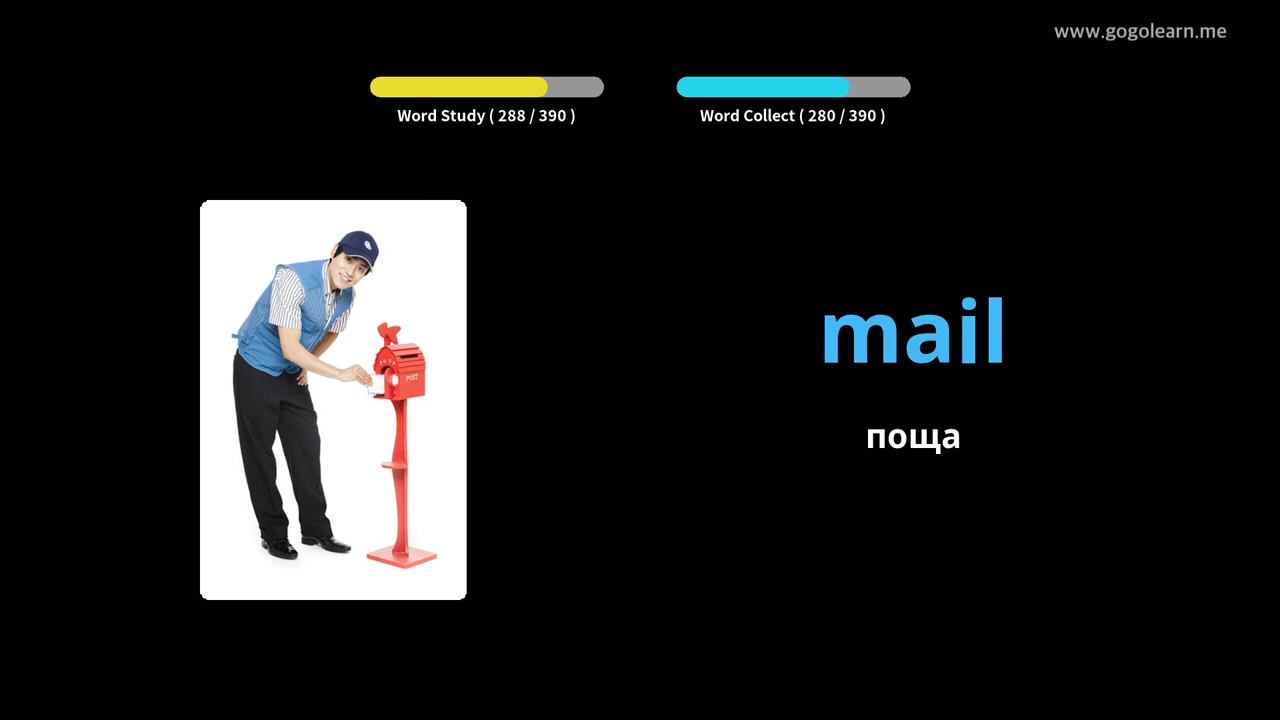 www.gogolearn.me
Word Study ( 288 / 390 )
Word Collect ( 280 / 390 )
POST
mail
поща